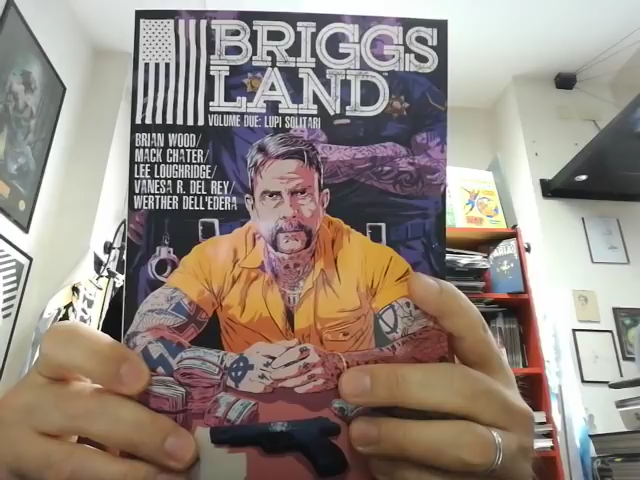 BRIGGS
LAND
VOLUME DUE: LUPI SOLITARI
BRIAN WOOD/
MACK CHATER/
LEE LOUGHRIDGE/
VANESA R. DEL REY/
WERTHER DELL'EDERA